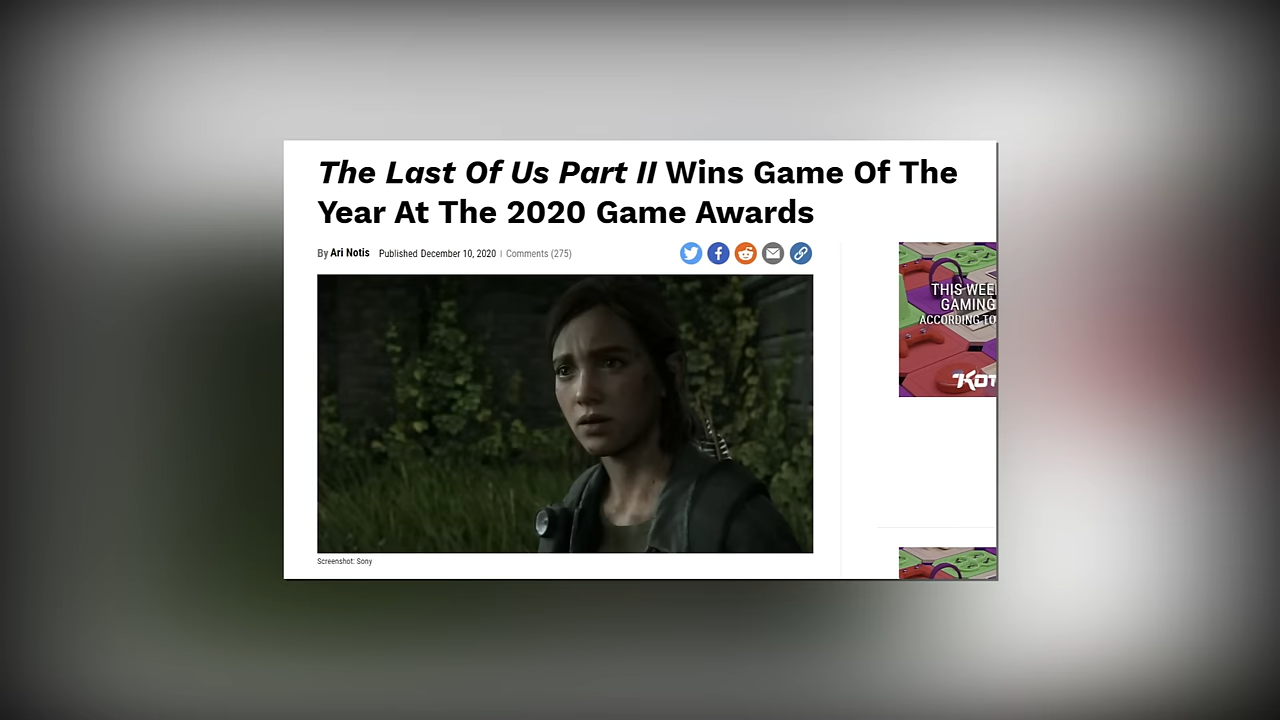 The Last Of Us Part II Wins Game Of The
Year At The 2020 Game Awards
By Ari Notis Published December 10, 2020 | Comments (275)
THIS WEE
GAMING
ACCORDING TO
KOT
Screenshot: Sony